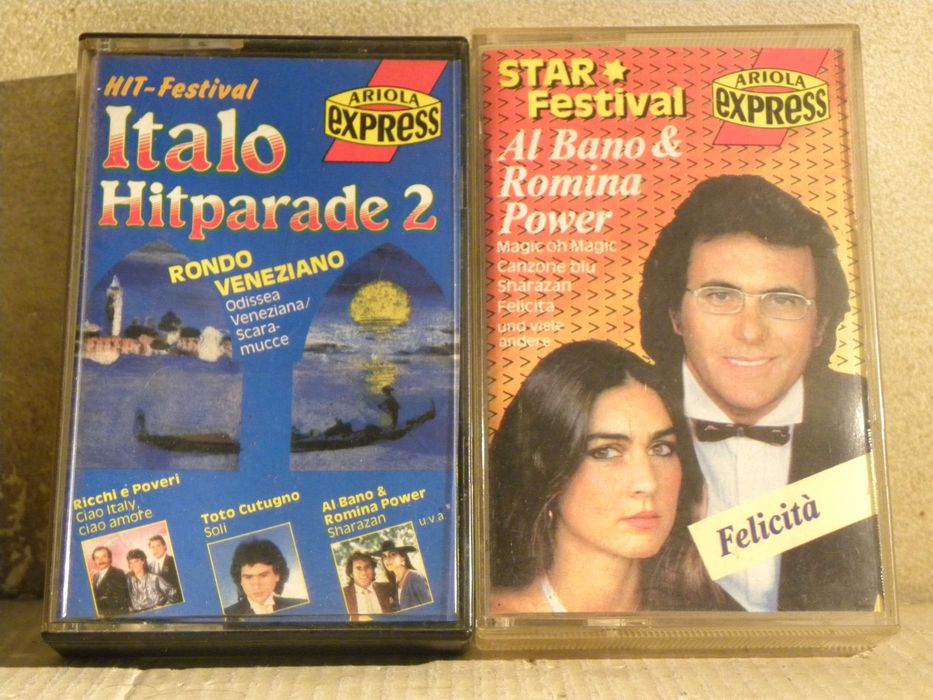 HIT-Festival
Italo
Hitparade 2
ARIOLA
EXPRESS
RONDO
VENEZIANO
Odissea
Veneziana/
Scara-
mucce
Ricchi e Poveri
Ciao Italy,
ciao amore
Toto Cutugno
Soli
Al Bano &
Romina Power
Sharazan
u.v.a.
STAR
Festival
ARIOLA
EXPRESS
Al Bano &
Romina
Power
Magic oh Magic
Canzone blu
Sharazan
Felicita
und viele
andere
Felicità